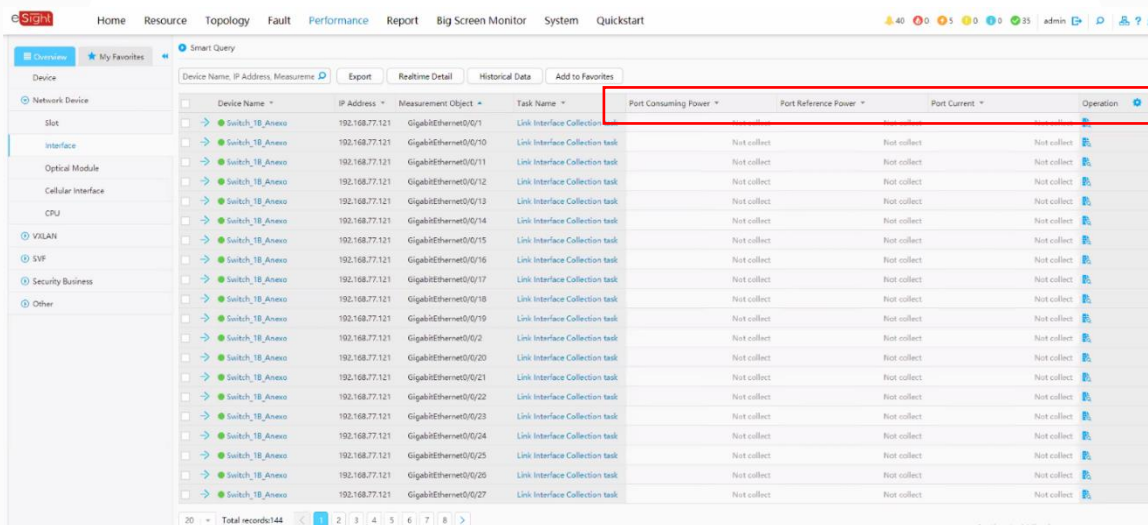 eSight Home Resource Topology Fault Performance Report Big Screen Monitor System Quickstart 40 0 5 0 0 35 admin ?
Overview My Favorites
Device
Network Device
Slot
Interface
Optical Module
Cellular Interface
CPU
VXLAN
SVF
Security Business
Other
Smart Query
Device Name, IP Address, Measureme Export Realtime Detail Historical Data Add to Favorites
Device Name IP Address Measurement Object Task Name Port Consuming Power Port Reference Power Port Current Operation
Switch_1B_Anexo 192.168.77.121 GigabitEthernet0/0/1 Link Interface Collection task Not collect Not collect Not collect
Switch_1B_Anexo 192.168.77.121 GigabitEthernet0/0/10 Link Interface Collection task Not collect Not collect Not collect
Switch_1B_Anexo 192.168.77.121 GigabitEthernet0/0/11 Link Interface Collection task Not collect Not collect Not collect
Switch_1B_Anexo 192.168.77.121 GigabitEthernet0/0/12 Link Interface Collection task Not collect Not collect Not collect
Switch_1B_Anexo 192.168.77.121 GigabitEthernet0/0/13 Link Interface Collection task Not collect Not collect Not collect
Switch_1B_Anexo 192.168.77.121 GigabitEthernet0/0/14 Link Interface Collection task Not collect Not collect Not collect
Switch_1B_Anexo 192.168.77.121 GigabitEthernet0/0/15 Link Interface Collection task Not collect Not collect Not collect
Switch_1B_Anexo 192.168.77.121 GigabitEthernet0/0/16 Link Interface Collection task Not collect Not collect Not collect
Switch_1B_Anexo 192.168.77.121 GigabitEthernet0/0/17 Link Interface Collection task Not collect Not collect Not collect
Switch_1B_Anexo 192.168.77.121 GigabitEthernet0/0/18 Link Interface Collection task Not collect Not collect Not collect
Switch_1B_Anexo 192.168.77.121 GigabitEthernet0/0/19 Link Interface Collection task Not collect Not collect Not collect
Switch_1B_Anexo 192.168.77.121 GigabitEthernet0/0/2 Link Interface Collection task Not collect Not collect Not collect
Switch_1B_Anexo 192.168.77.121 GigabitEthernet0/0/20 Link Interface Collection task Not collect Not collect Not collect
Switch_1B_Anexo 192.168.77.121 GigabitEthernet0/0/21 Link Interface Collection task Not collect Not collect Not collect
Switch_1B_Anexo 192.168.77.121 GigabitEthernet0/0/22 Link Interface Collection task Not collect Not collect Not collect
Switch_1B_Anexo 192.168.77.121 GigabitEthernet0/0/23 Link Interface Collection task Not collect Not collect Not collect
Switch_1B_Anexo 192.168.77.121 GigabitEthernet0/0/24 Link Interface Collection task Not collect Not collect Not collect
Switch_1B_Anexo 192.168.77.121 GigabitEthernet0/0/25 Link Interface Collection task Not collect Not collect Not collect
Switch_1B_Anexo 192.168.77.121 GigabitEthernet0/0/26 Link Interface Collection task Not collect Not collect Not collect
Switch_1B_Anexo 192.168.77.121 GigabitEthernet0/0/27 Link Interface Collection task Not collect Not collect Not collect
20 Total records:144 < 1 2 3 4 5 6 7 8 >